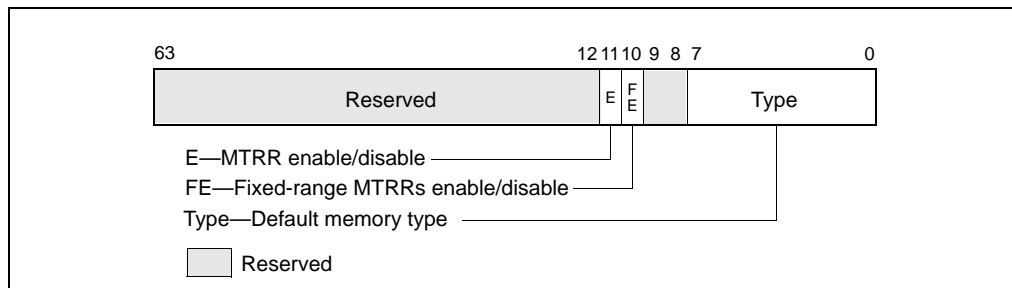 63 12 11 10 9 8 7 0
Reserved E FE Type
E—MTRR enable/disable
FE—Fixed-range MTRRs enable/disable
Type—Default memory type
Reserved